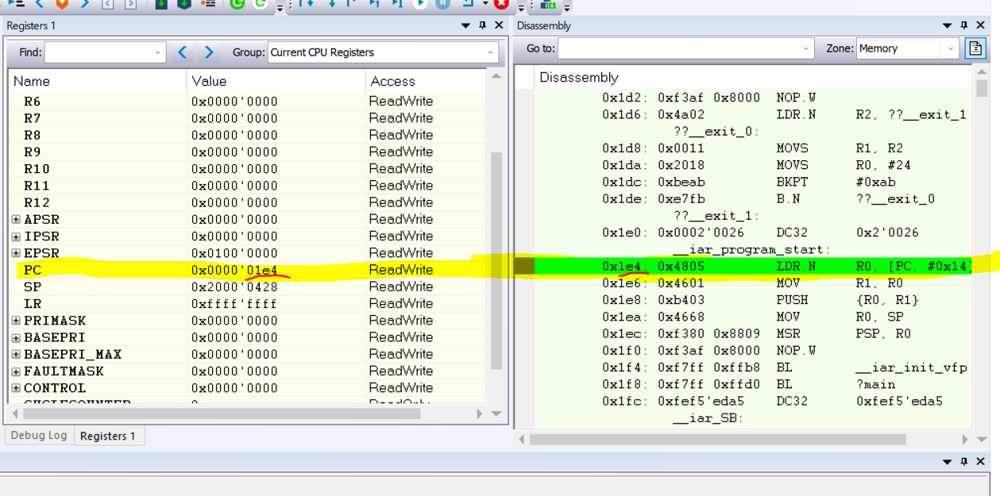 Registers 1
Find:
Group: Current CPU Registers
Name Value Access
R6 0x0000'0000 ReadWrite
R7 0x0000'0000 ReadWrite
R8 0x0000'0000 ReadWrite
R9 0x0000'0000 ReadWrite
R10 0x0000'0000 ReadWrite
R11 0x0000'0000 ReadWrite
R12 0x0000'0000 ReadWrite
APSR 0x0000'0000 ReadWrite
IPSR 0x0000'0000 ReadWrite
EPSR 0x0100'0000 ReadWrite
PC 0x0000'01e4 ReadWrite
SP 0x2000'0428 ReadWrite
LR 0xffff'ffff ReadWrite
PRIMASK 0x0000'0000 ReadWrite
BASEPRI 0x0000'0000 ReadWrite
BASEPRI_MAX 0x0000'0000 ReadWrite
FAULTMASK 0x0000'0000 ReadWrite
CONTROL 0x0000'0000 ReadWrite
Debug Log
Registers 1
Disassembly
Go to:
Zone: Memory
Disassembly
0x1d2: 0xf3af 0x8000 NOP.W
0x1d6: 0x4a02 LDR.N R2, ??__exit_1
??__exit_0:
0x1d8: 0x0011 MOVS R1, R2
0x1da: 0x2018 MOVS R0, #24
0x1dc: 0xbeab BKPT #0xab
0x1de: 0xe7fb B.N ??__exit_0
??__exit_1:
0x1e0: 0x0002'0026 DC32 0x2'0026
__iar_program_start:
0x1e4: 0x4805 LDR.N R0, [PC, #0x14]
0x1e6: 0x4601 MOV R1, R0
0x1e8: 0xb403 PUSH {R0, R1}
0x1ea: 0x4668 MOV R0, SP
0x1ec: 0xf380 0x8809 MSR PSP, R0
0x1f0: 0xf3af 0x8000 NOP.W
0x1f4: 0xf7ff 0xffb8 BL __iar_init_vfp
0x1f8: 0xf7ff 0xffd0 BL ?main
0x1fc: 0xfef5'eda5 DC32 0xfef5'eda5
__iar_SB: